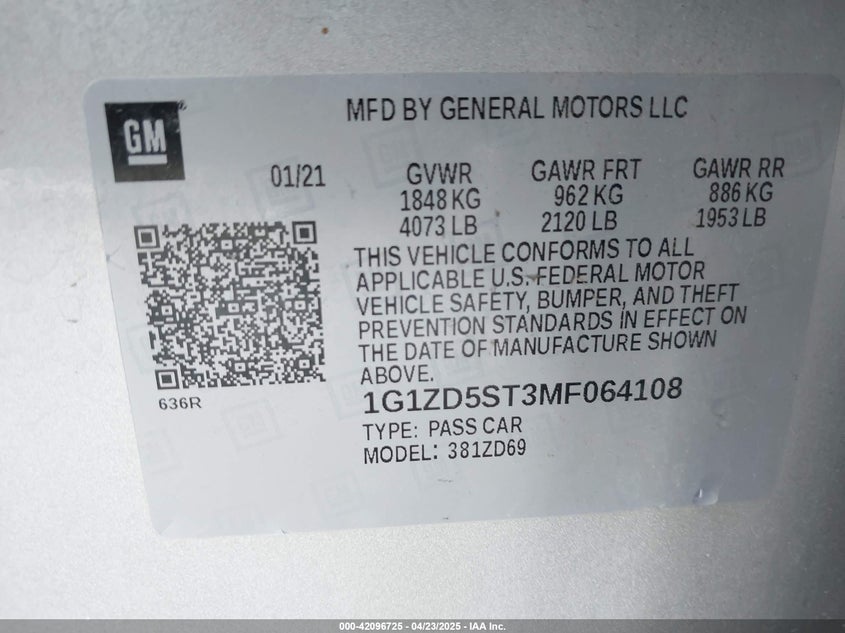 GM
MFD BY GENERAL MOTORS LLC
01/21
GVWR GAWR FRT GAWR RR
1848 KG 962 KG 886 KG
4073 LB 2120 LB 1953 LB
THIS VEHICLE CONFORMS TO ALL
APPLICABLE U.S. FEDERAL MOTOR
VEHICLE SAFETY, BUMPER, AND THEFT
PREVENTION STANDARDS IN EFFECT ON
THE DATE OF MANUFACTURE SHOWN
ABOVE.
636R
1G1ZD5ST3MF064108
TYPE: PASS CAR
MODEL: 381ZD69
000-42096725 - 04/23/2025 - IAA Inc.